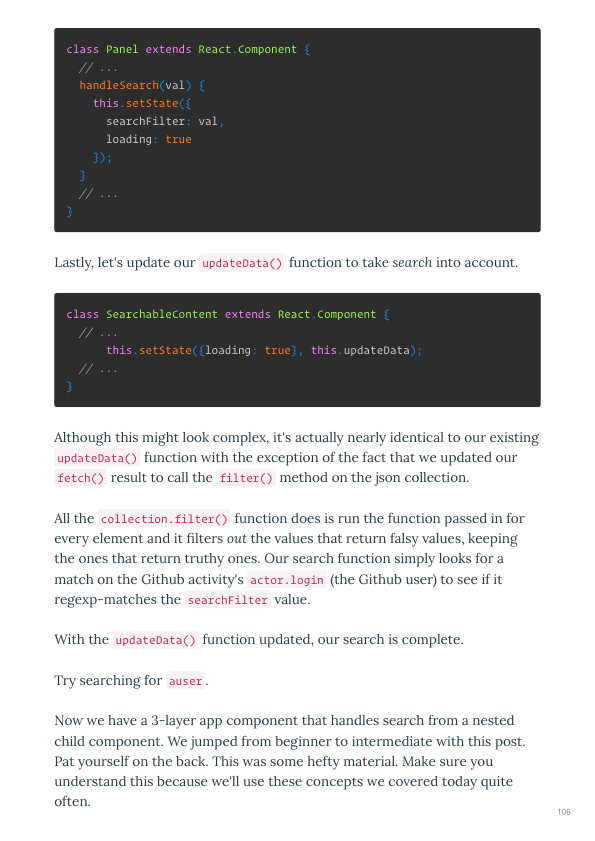 class Panel extends React.Component {
  // ...
  handleSearch(val) {
    this.setState({
      searchFilter: val,
      loading: true
    });
  }
  // ...
}
Lastly, let's update our updateData() function to take search into account.
class SearchableContent extends React.Component {
  // ...
      this.setState({loading: true}, this.updateData);
  // ...
}
Although this might look complex, it's actually nearly identical to our existing
updateData() function with the exception of the fact that we updated our
fetch() result to call the filter() method on the json collection.
All the collection.filter() function does is run the function passed in for
every element and it filters out the values that return falsy values, keeping
the ones that return truthy ones. Our search function simply looks for a
match on the Github activity's actor.login (the Github user) to see if it
regexp-matches the searchFilter value.
With the updateData() function updated, our search is complete.
Try searching for auser.
Now we have a 3-layer app component that handles search from a nested
child component. We jumped from beginner to intermediate with this post.
Pat yourself on the back. This was some hefty material. Make sure you
understand this because we'll use these concepts we covered today quite
often.
106